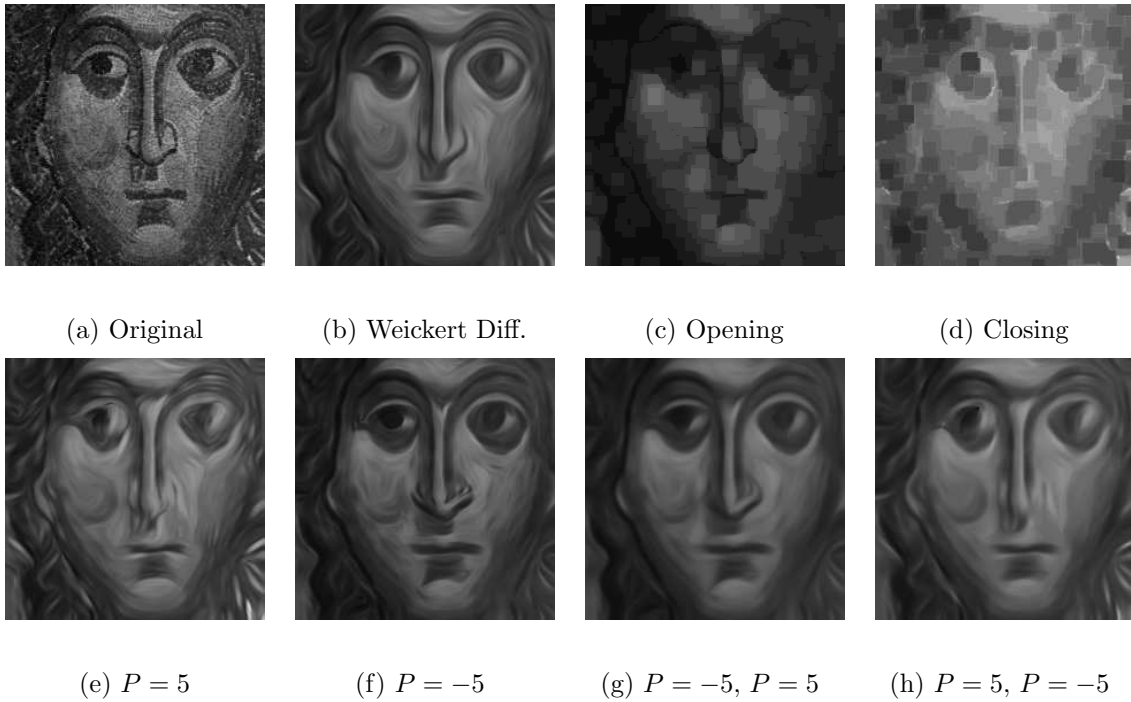 (a) Original (b) Weickert Diff. (c) Opening (d) Closing
(e) P = 5 (f) P = −5 (g) P = −5, P = 5 (h) P = 5, P = −5